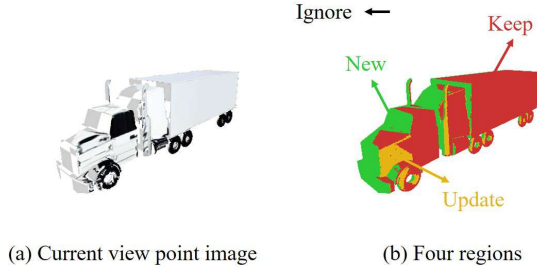 Ignore
Keep
New
Update
(a) Current view point image
(b) Four regions